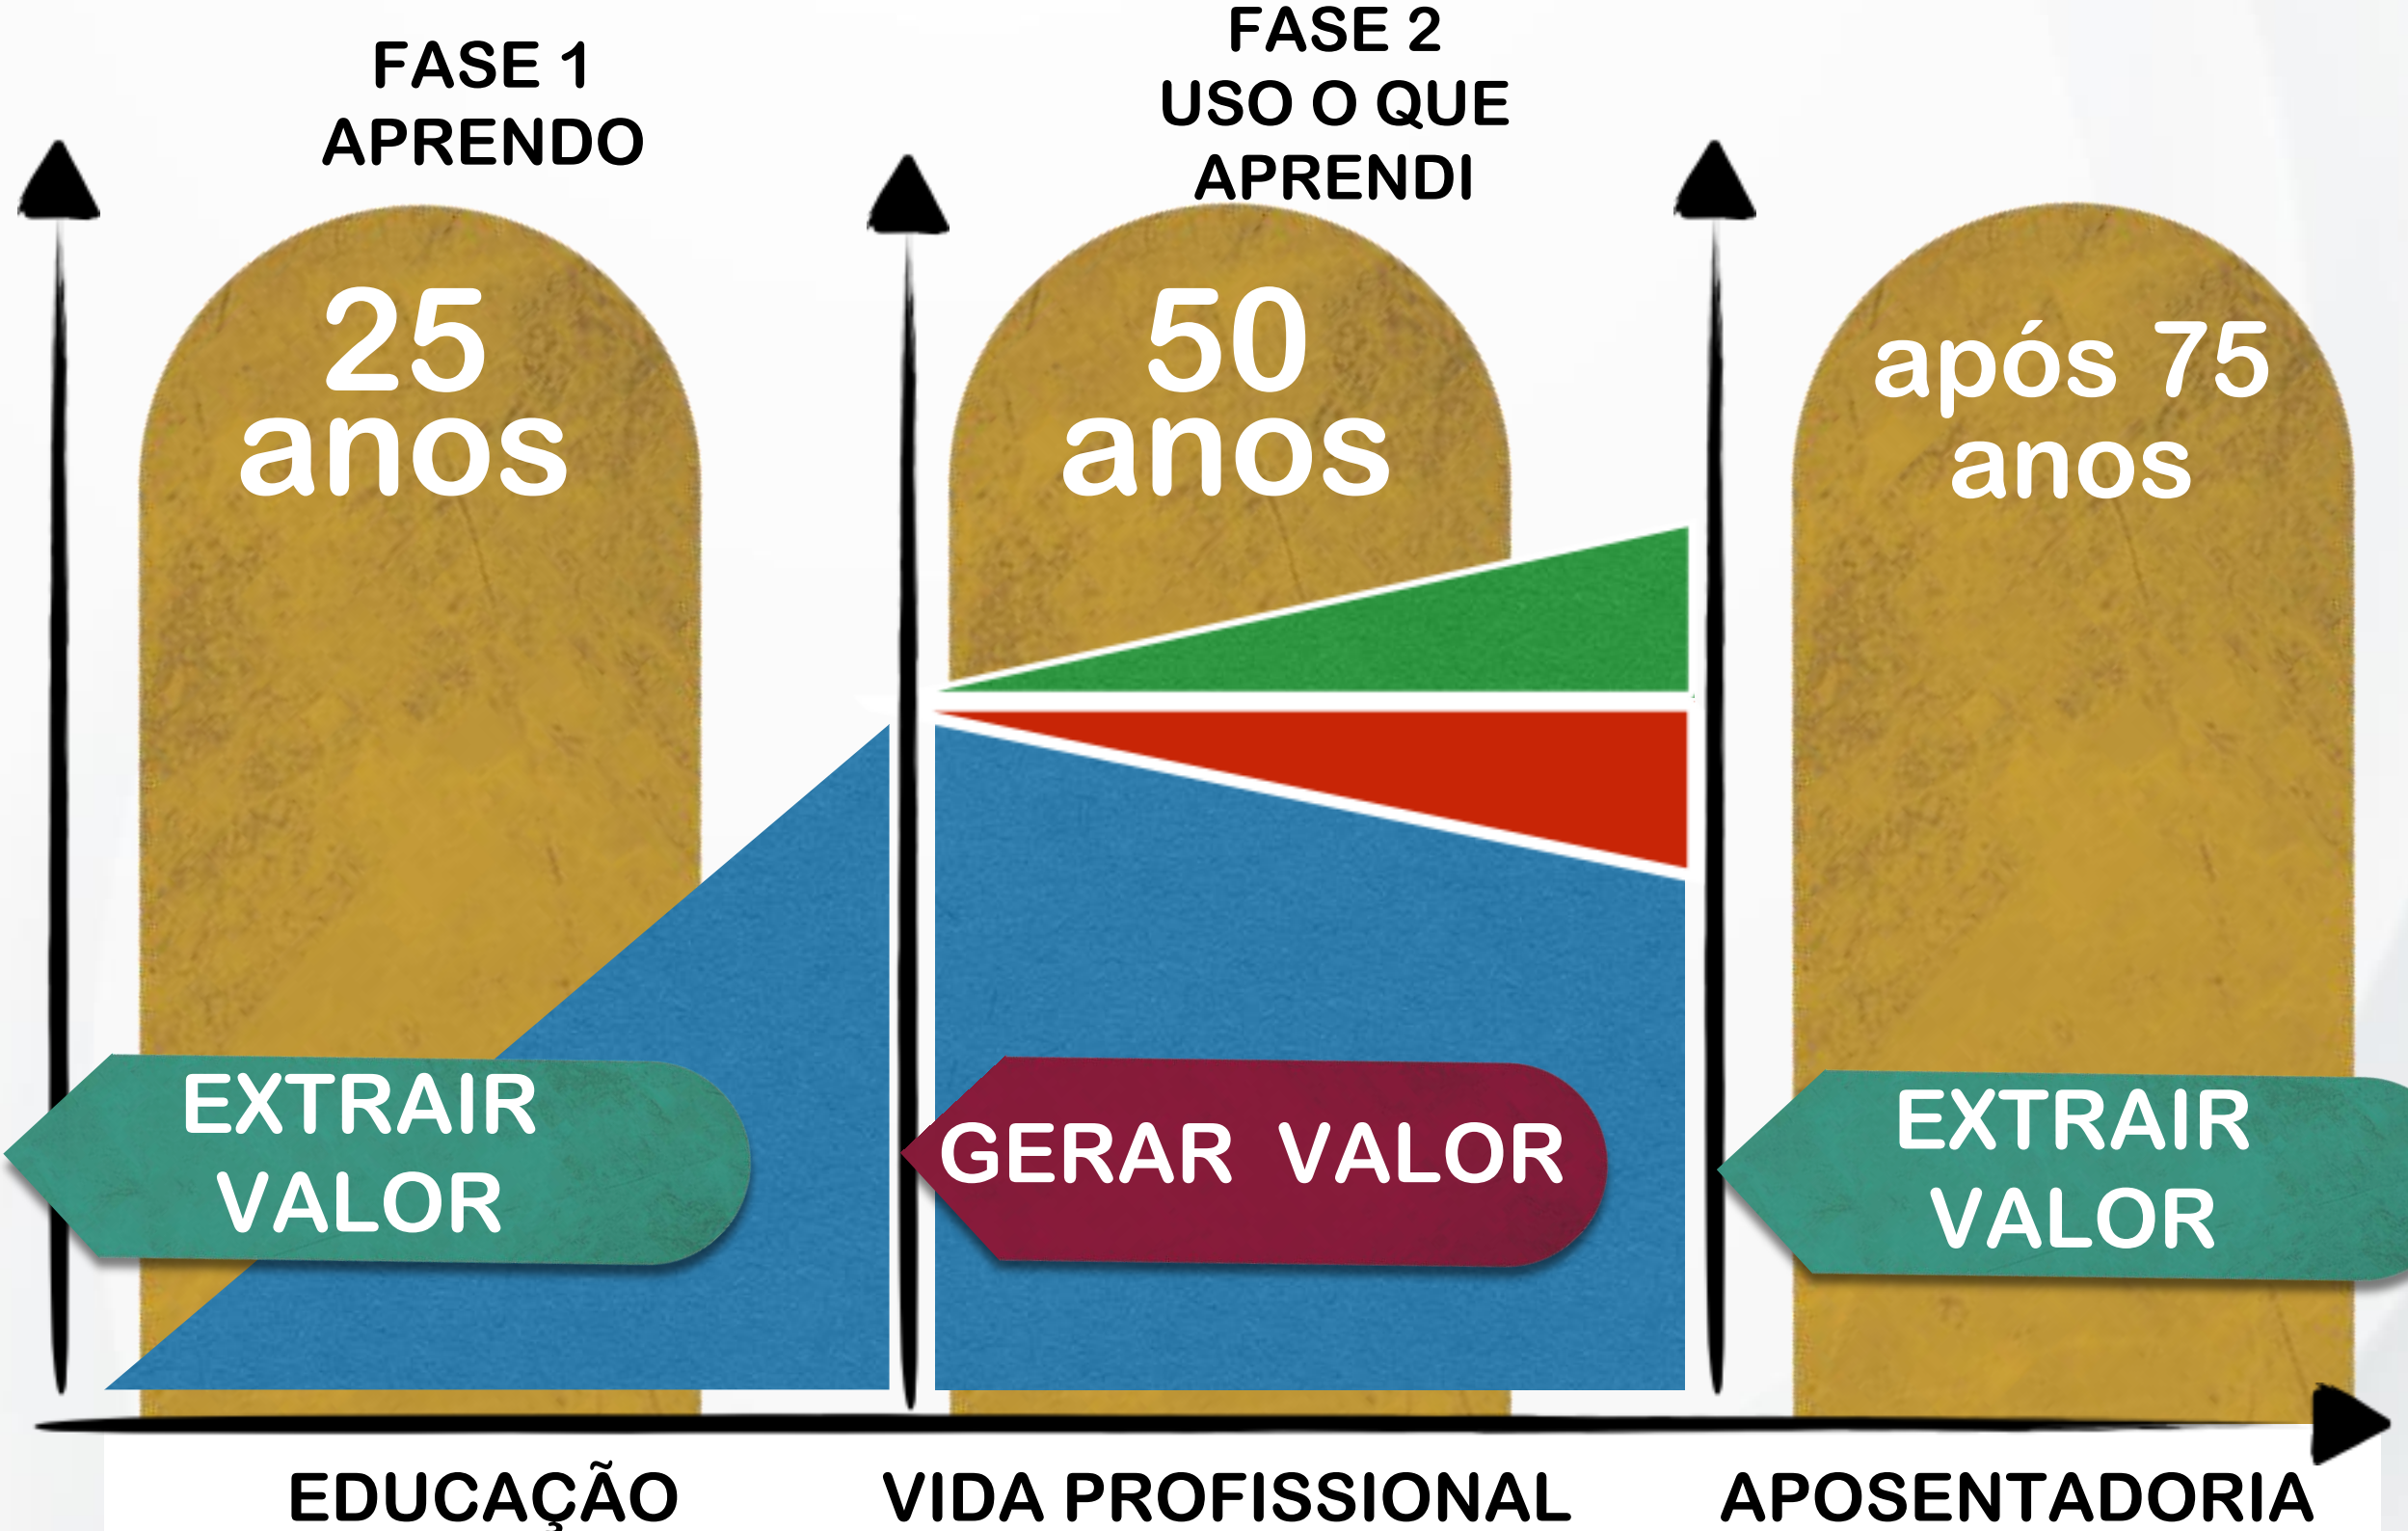 FASE 1
APRENDO
FASE 2
USO O QUE
APRENDI
25
anos
50
anos
após 75
anos
EXTRAIR
VALOR
GERAR VALOR
EXTRAIR
VALOR
EDUCAÇÃO
VIDA PROFISSIONAL
APOSENTADORIA